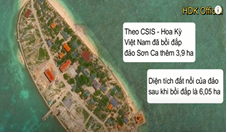 HDK Offi
Theo CSIS - Hoa Kỳ
Việt Nam đã bồi đắp
đảo Sơn Ca thêm 3,9 ha
Diện tích đất nổi của đảo
sau khi bồi đắp là 6,05 ha